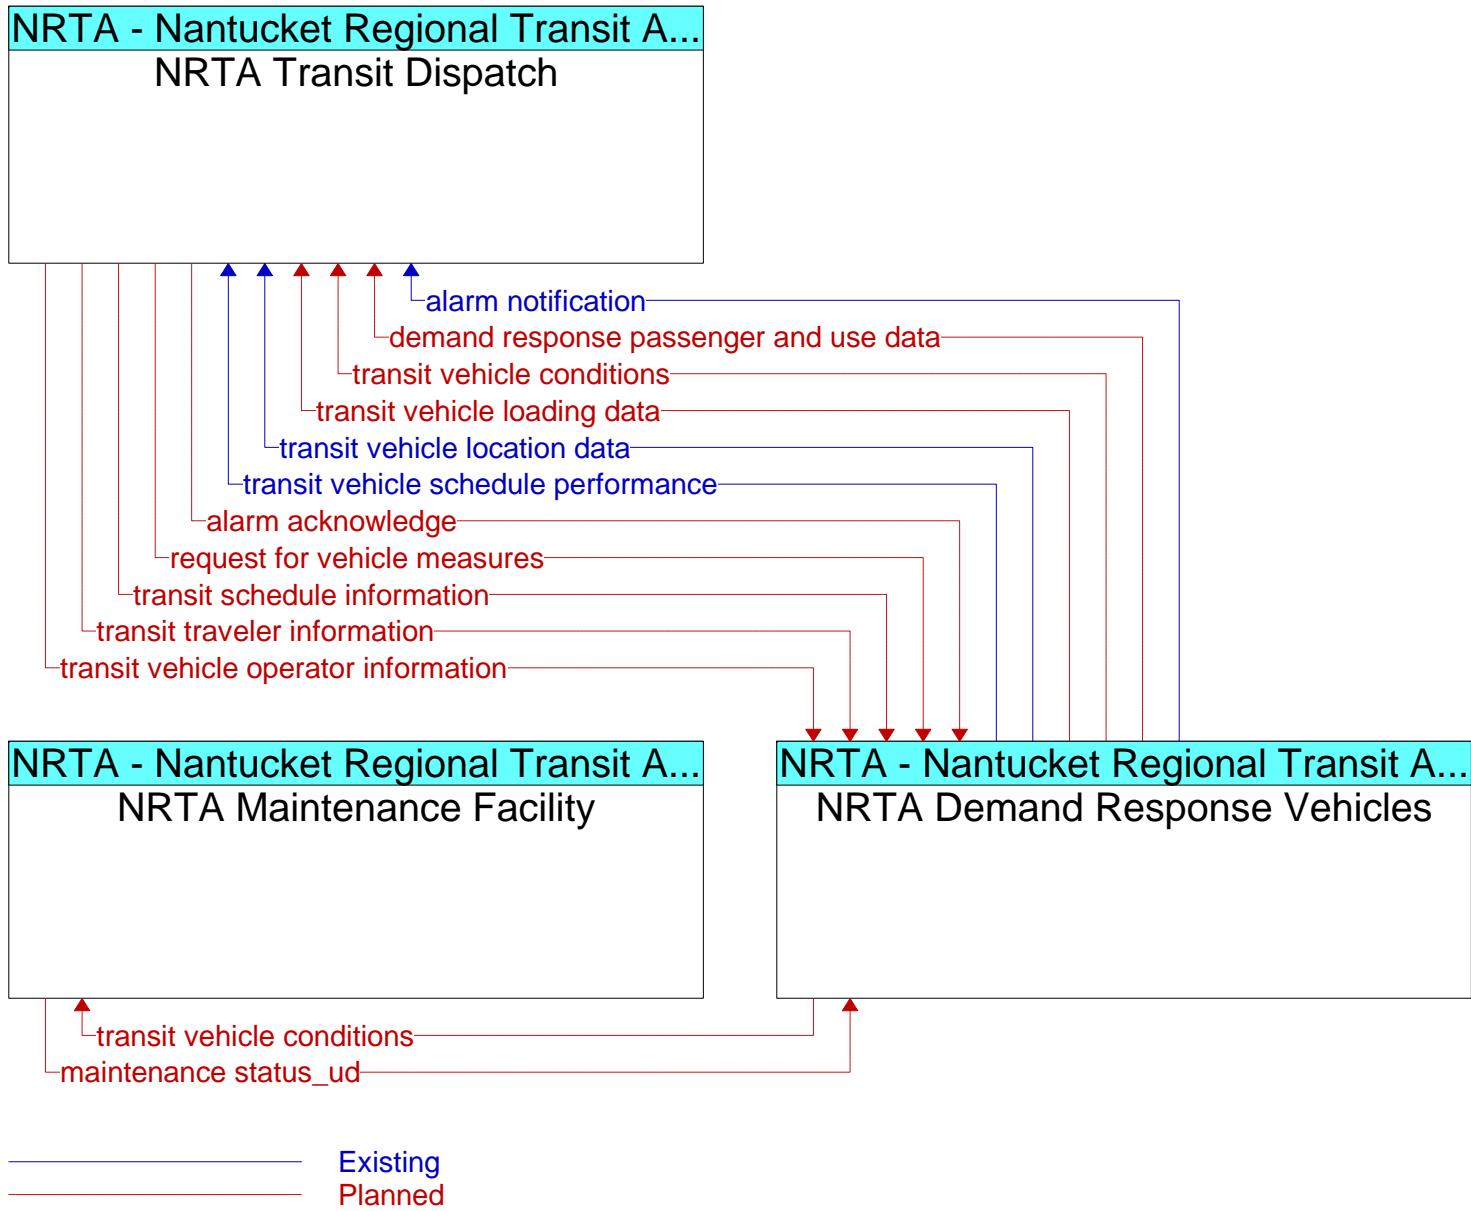 NRTA - Nantucket Regional Transit A...
NRTA Transit Dispatch
alarm notification
demand response passenger and use data
transit vehicle conditions
transit vehicle loading data
transit vehicle location data
transit vehicle schedule performance
alarm acknowledge
request for vehicle measures
transit schedule information
transit traveler information
transit vehicle operator information
NRTA - Nantucket Regional Transit A...
NRTA Maintenance Facility
NRTA - Nantucket Regional Transit A...
NRTA Demand Response Vehicles
transit vehicle conditions
maintenance status_ud
Existing
Planned